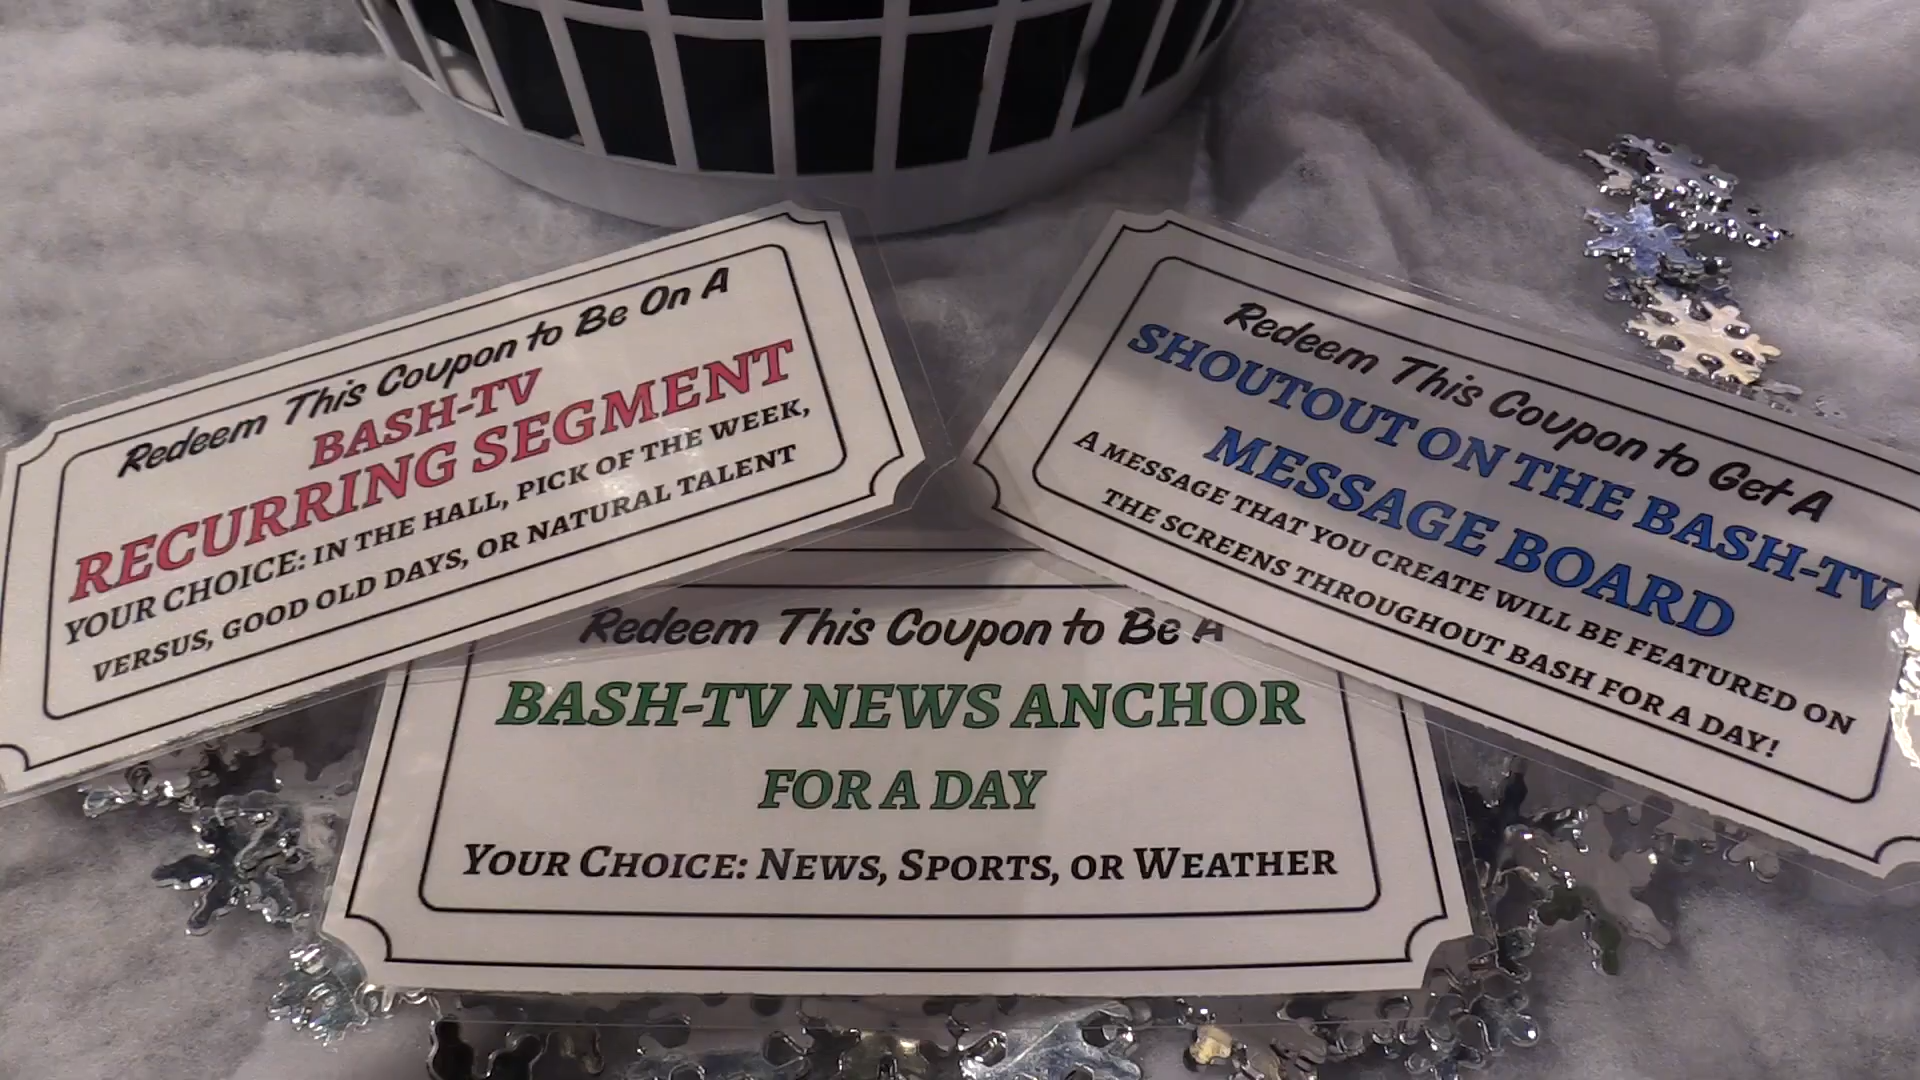 Redeem This Coupon to Be On A
BASH-TV
RECURRING SEGMENT
YOUR CHOICE: IN THE HALL, PICK OF THE WEEK,
VERSUS, GOOD OLD DAYS, OR NATURAL TALENT
Redeem This Coupon to Get A
SHOUTOUT ON THE BASH-TV
MESSAGE BOARD
A MESSAGE THAT YOU CREATE WILL BE FEATURED ON
THE SCREENS THROUGHOUT BASH FOR A DAY!
Redeem This Coupon to Be A
BASH-TV NEWS ANCHOR
FOR A DAY
YOUR CHOICE: NEWS, SPORTS, OR WEATHER